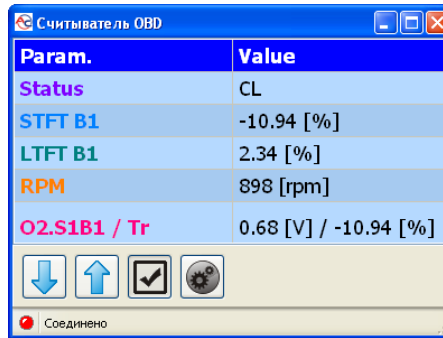 Считыватель OBD
Param. Value
Status CL
STFT B1 -10.94 [%]
LTFT B1 2.34 [%]
RPM 898 [rpm]
O2.S1B1 / Tr 0.68 [V] / -10.94 [%]
Соединено